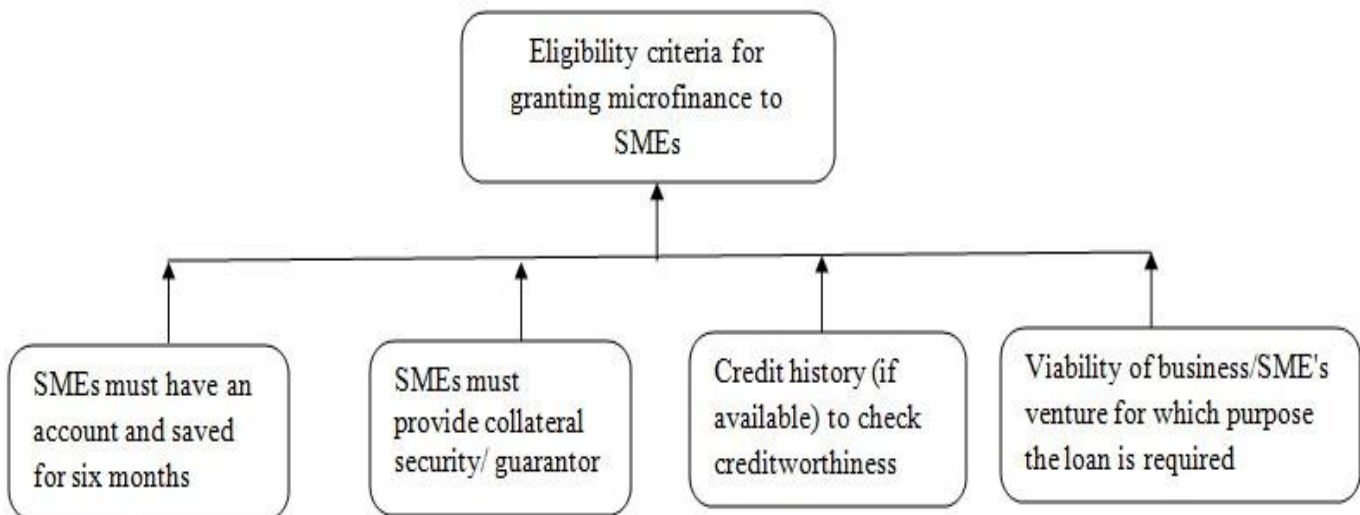 Eligibility criteria for
granting microfinance to
SMEs
SMEs must have an
account and saved
for six months
SMEs must
provide collateral
security/ guarantor
Credit history (if
available) to check
creditworthiness
Viability of business/SME's
venture for which purpose
the loan is required